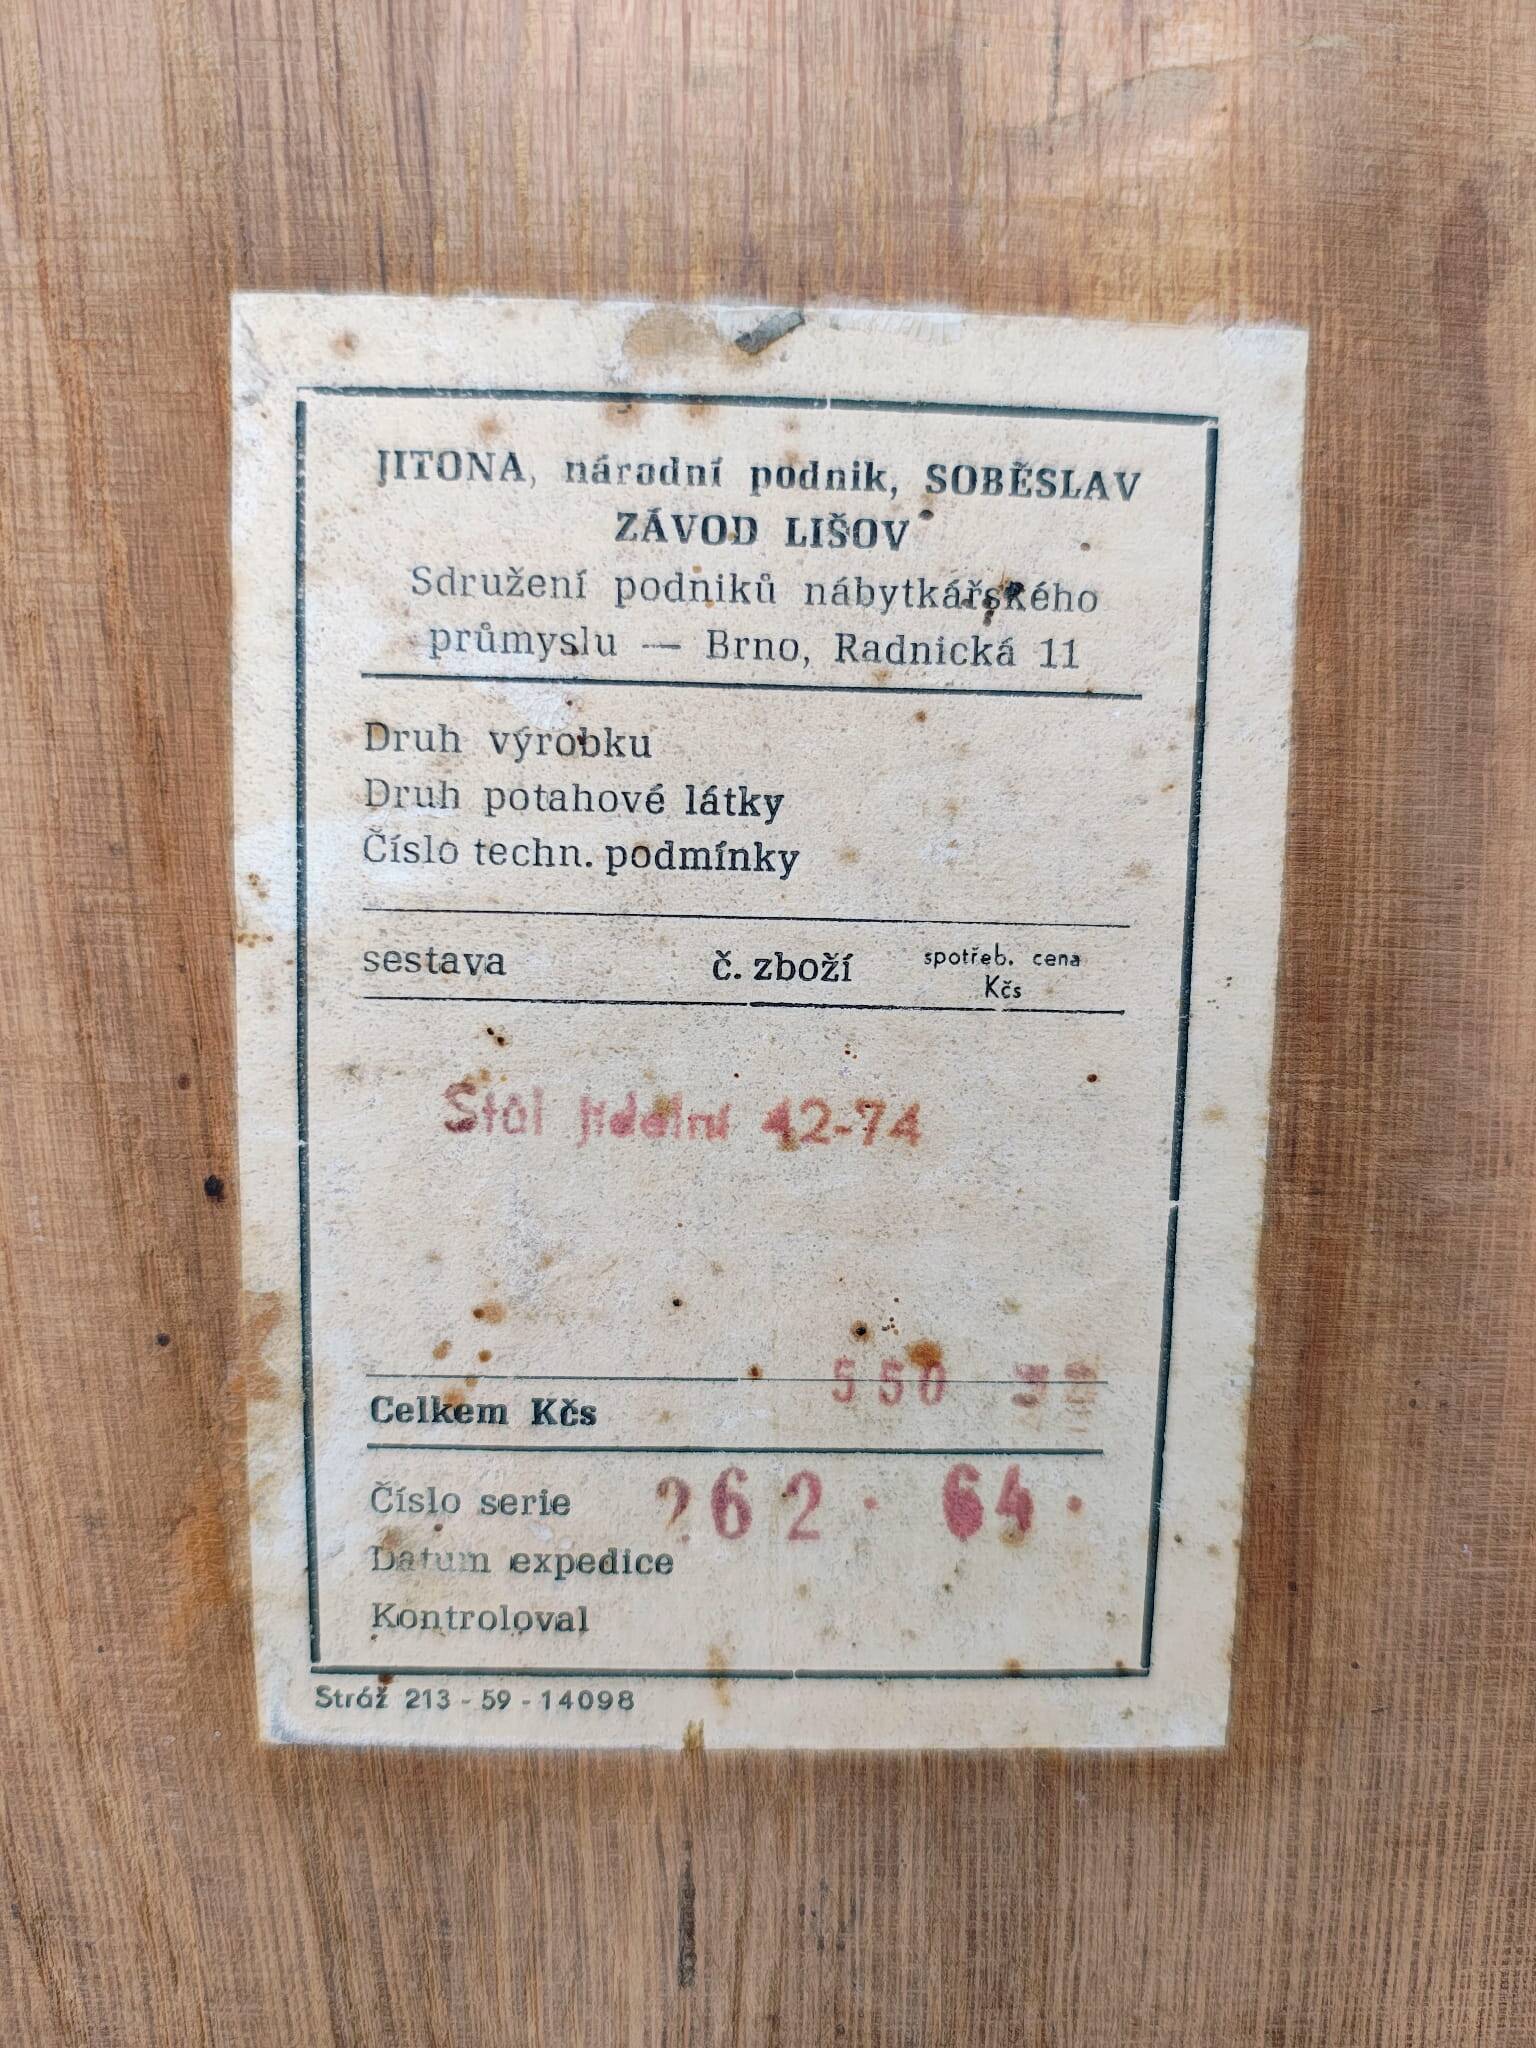 JITONA, národní podnik, SOBĚSLAV
ZÁVOD LIŠOV
Sdružení podniků nábytkářského
průmyslu — Brno, Radnická 11
Druh výrobku
Druh potahové látky
Číslo techn. podmínky
sestava č. zboží spotřeb. cena
Kčs
Stůl jídelní 42-74
550
Celkem Kčs
Číslo serie 262. 64.
Datum expedice
Kontroloval
Stráž 213 - 59 - 14098